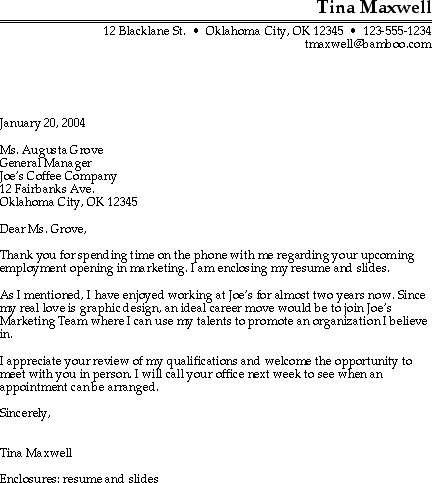 Tina Maxwell
12 Blacklane St. • Oklahoma City, OK 12345 • 123-555-1234
tmaxwell@bamboo.com
January 20, 2004
Ms. Augusta Grove
General Manager
Joe's Coffee Company
12 Fairbanks Ave.
Oklahoma City, OK 12345
Dear Ms. Grove,
Thank you for spending time on the phone with me regarding your upcoming
employment opening in marketing. I am enclosing my resume and slides.
As I mentioned, I have enjoyed working at Joe's for almost two years now. Since
my real love is graphic design, an ideal career move would be to join Joe's
Marketing Team where I can use my talents to promote an organization I believe
in.
I appreciate your review of my qualifications and welcome the opportunity to
meet with you in person. I will call your office next week to see when an
appointment can be arranged.
Sincerely,
Tina Maxwell
Enclosures: resume and slides